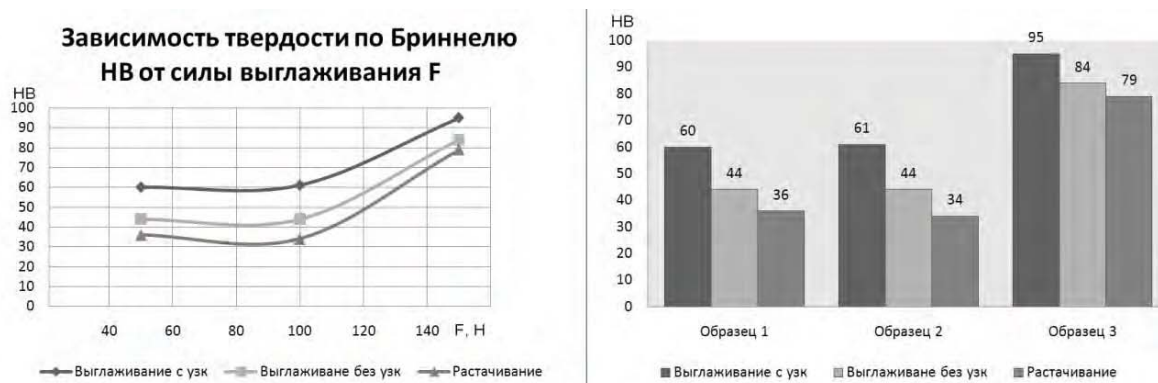 Зависимость твердости по Бриннелю
НВ от силы выглаживания F
НВ
100
90
80
70
60
50
40
30
20
10
0
40 60 80 100 120 140 F, Н
Выглаживание с узк Выглаживане без узк Растачивание
НВ
100
90
80
70
60
50
40
30
20
10
0
60 44 36
61 44 34
95 84 79
Образец 1 Образец 2 Образец 3
Выглаживание с узк Выглаживане без узк Растачивание